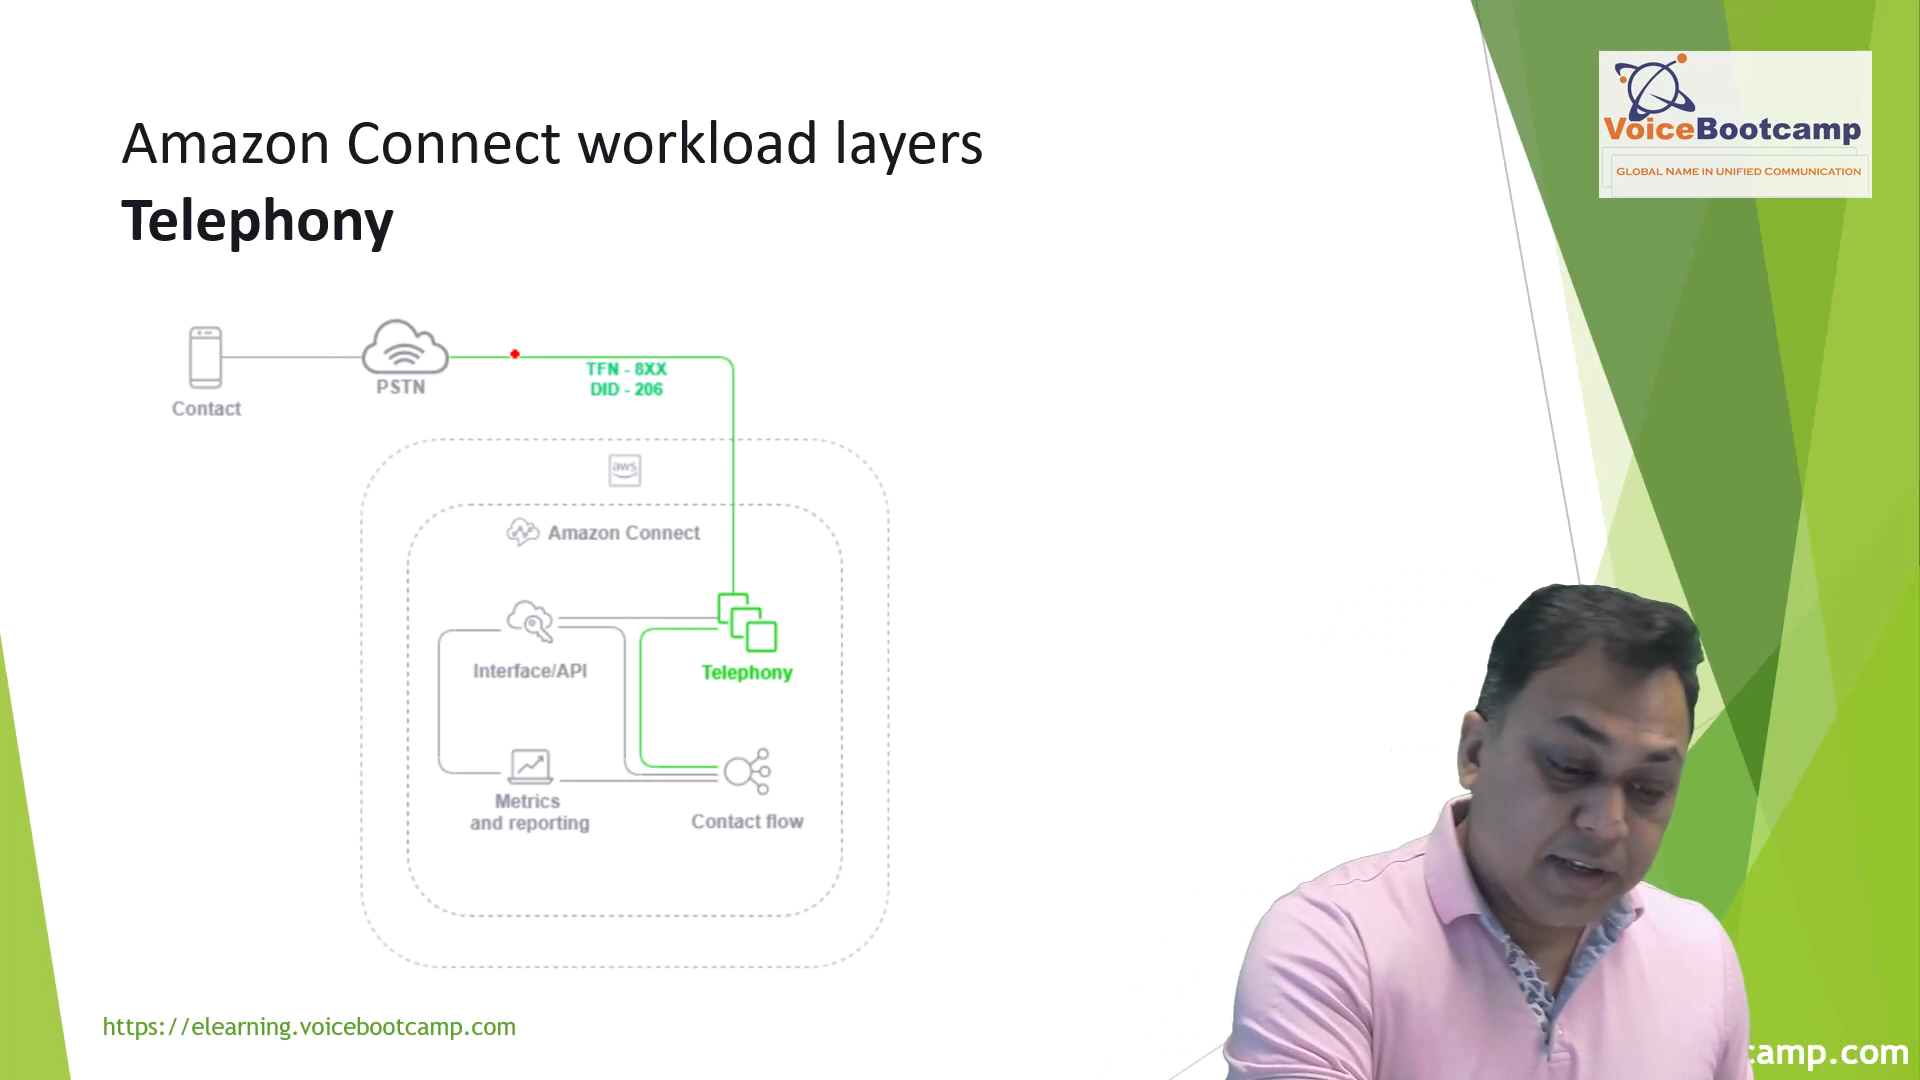 Amazon Connect workload layers
Telephony
VoiceBootcamp
GLOBAL NAME IN UNIFIED COMMUNICATION
TFN - 8XX
DID - 206
PSTN
Contact
aws
Amazon Connect
Interface/API
Telephony
Metrics
and reporting
Contact flow
https://elearning.voicebootcamp.com
camp.com